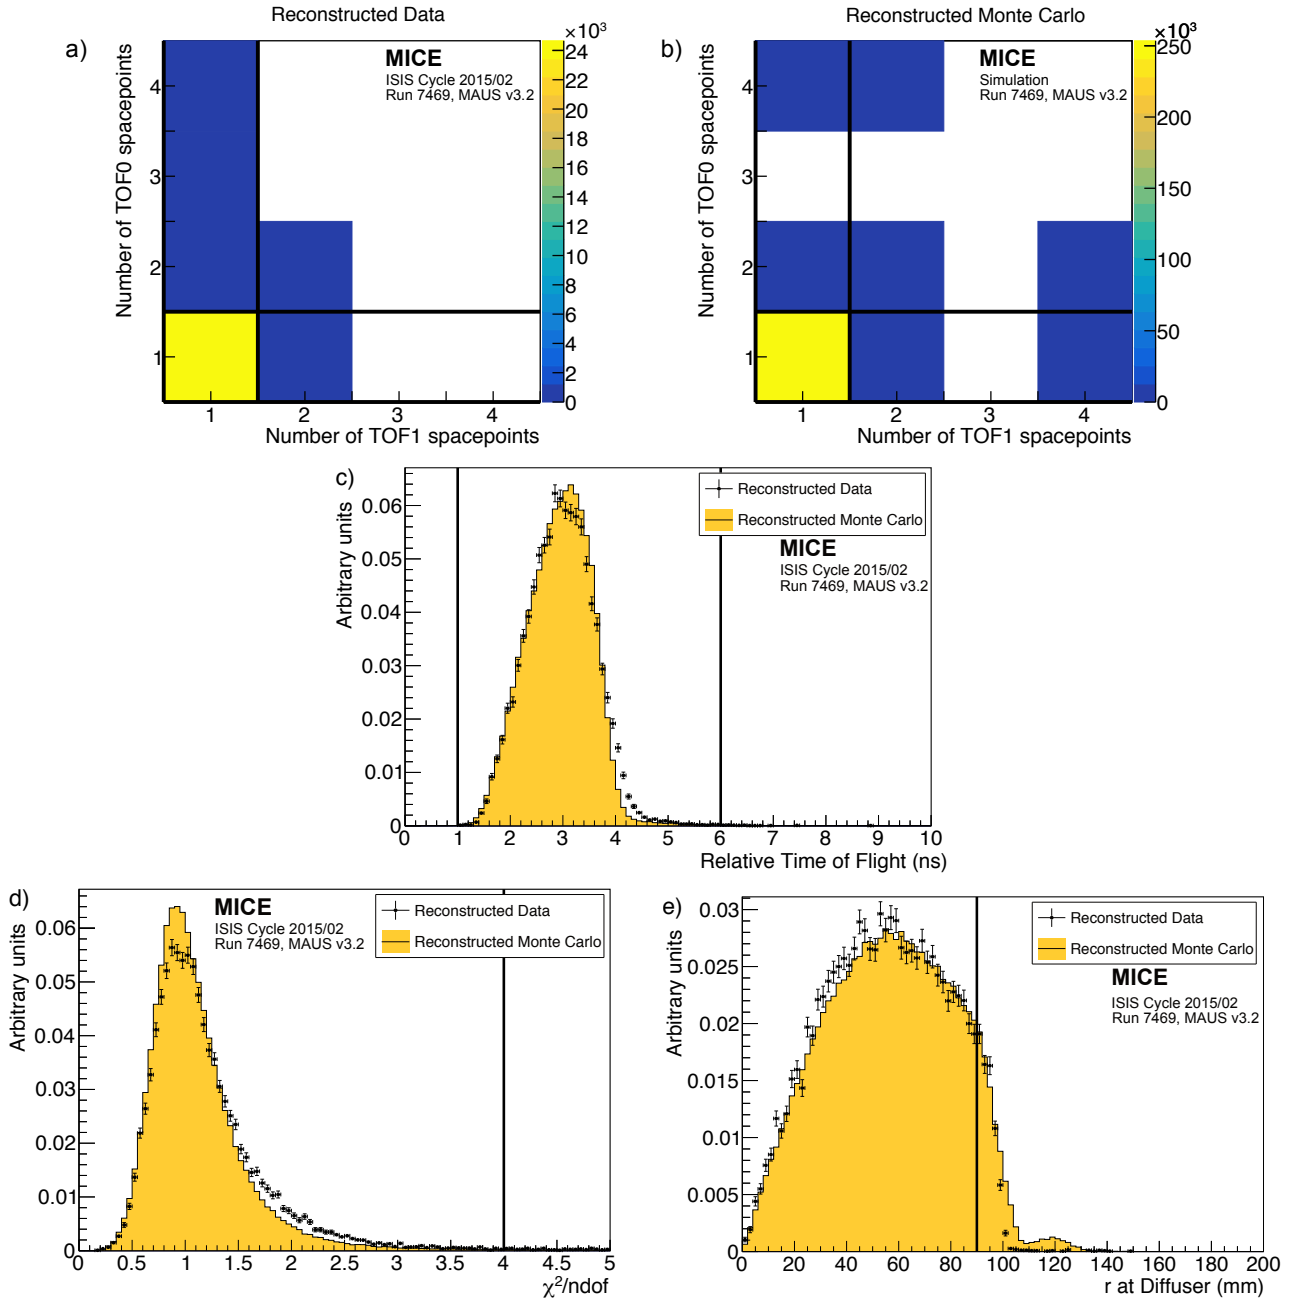 Reconstructed Data
a)
MICE
ISIS Cycle 2015/02
Run 7469, MAUS v3.2
×10³
24
22
20
18
16
14
12
10
8
6
4
2
0
Number of TOF0 spacepoints
4
3
2
1
1 2 3 4
Number of TOF1 spacepoints
Reconstructed Monte Carlo
b)
MICE
Simulation
Run 7469, MAUS v3.2
×10³
250
200
150
100
50
0
Number of TOF0 spacepoints
4
3
2
1
1 2 3 4
Number of TOF1 spacepoints
c)
Reconstructed Data
Reconstructed Monte Carlo
MICE
ISIS Cycle 2015/02
Run 7469, MAUS v3.2
Arbitrary units
0.06
0.05
0.04
0.03
0.02
0.01
0
0 1 2 3 4 5 6 7 8 9 10
Relative Time of Flight (ns)
d)
MICE
ISIS Cycle 2015/02
Run 7469, MAUS v3.2
Reconstructed Data
Reconstructed Monte Carlo
Arbitrary units
0.06
0.05
0.04
0.03
0.02
0.01
0
0 0.5 1 1.5 2 2.5 3 3.5 4 4.5 5
χ²/ndof
e)
Reconstructed Data
Reconstructed Monte Carlo
MICE
ISIS Cycle 2015/02
Run 7469, MAUS v3.2
Arbitrary units
0.03
0.025
0.02
0.015
0.01
0.005
0
0 20 40 60 80 100 120 140 160 180 200
r at Diffuser (mm)